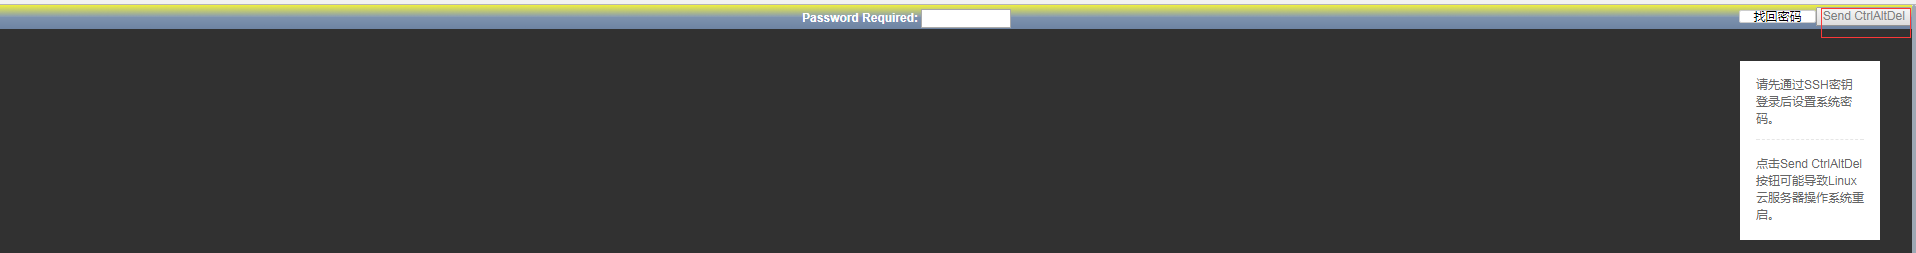 Password Required:
找回密码
Send CtrlAltDel
请先通过SSH密钥
登录后设置系统密
码。
点击Send CtrlAltDel
按钮可能导致Linux
云服务器操作系统重
启。